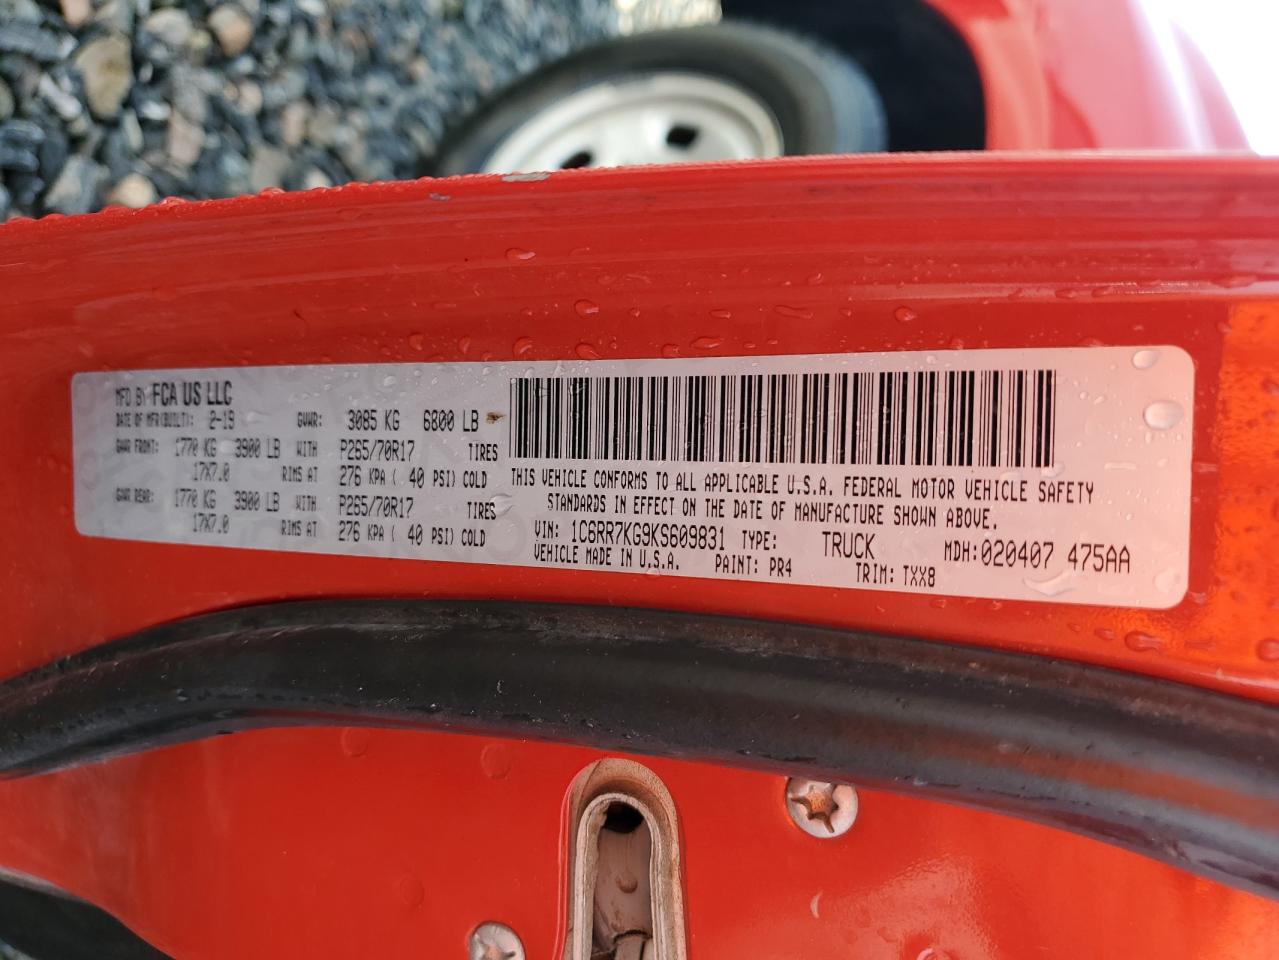 MFD BY FCA US LLC
DATE OF MFR(BUILT): 2-19 GVWR: 3085 KG 6800 LB
GAWR FRONT: 1770 KG 3900 LB WITH P265/70R17 TIRES
17X7.0 RIMS AT 276 KPA ( 40 PSI) COLD
GAWR REAR: 1770 KG 3900 LB WITH P265/70R17 TIRES
17X7.0 RIMS AT 276 KPA ( 40 PSI) COLD
THIS VEHICLE CONFORMS TO ALL APPLICABLE U.S.A. FEDERAL MOTOR VEHICLE SAFETY
STANDARDS IN EFFECT ON THE DATE OF MANUFACTURE SHOWN ABOVE.
VIN: 1C6RR7KG9KS609831 TYPE: TRUCK MDH:020407 475AA
VEHICLE MADE IN U.S.A. PAINT: PR4 TRIM: TXX8